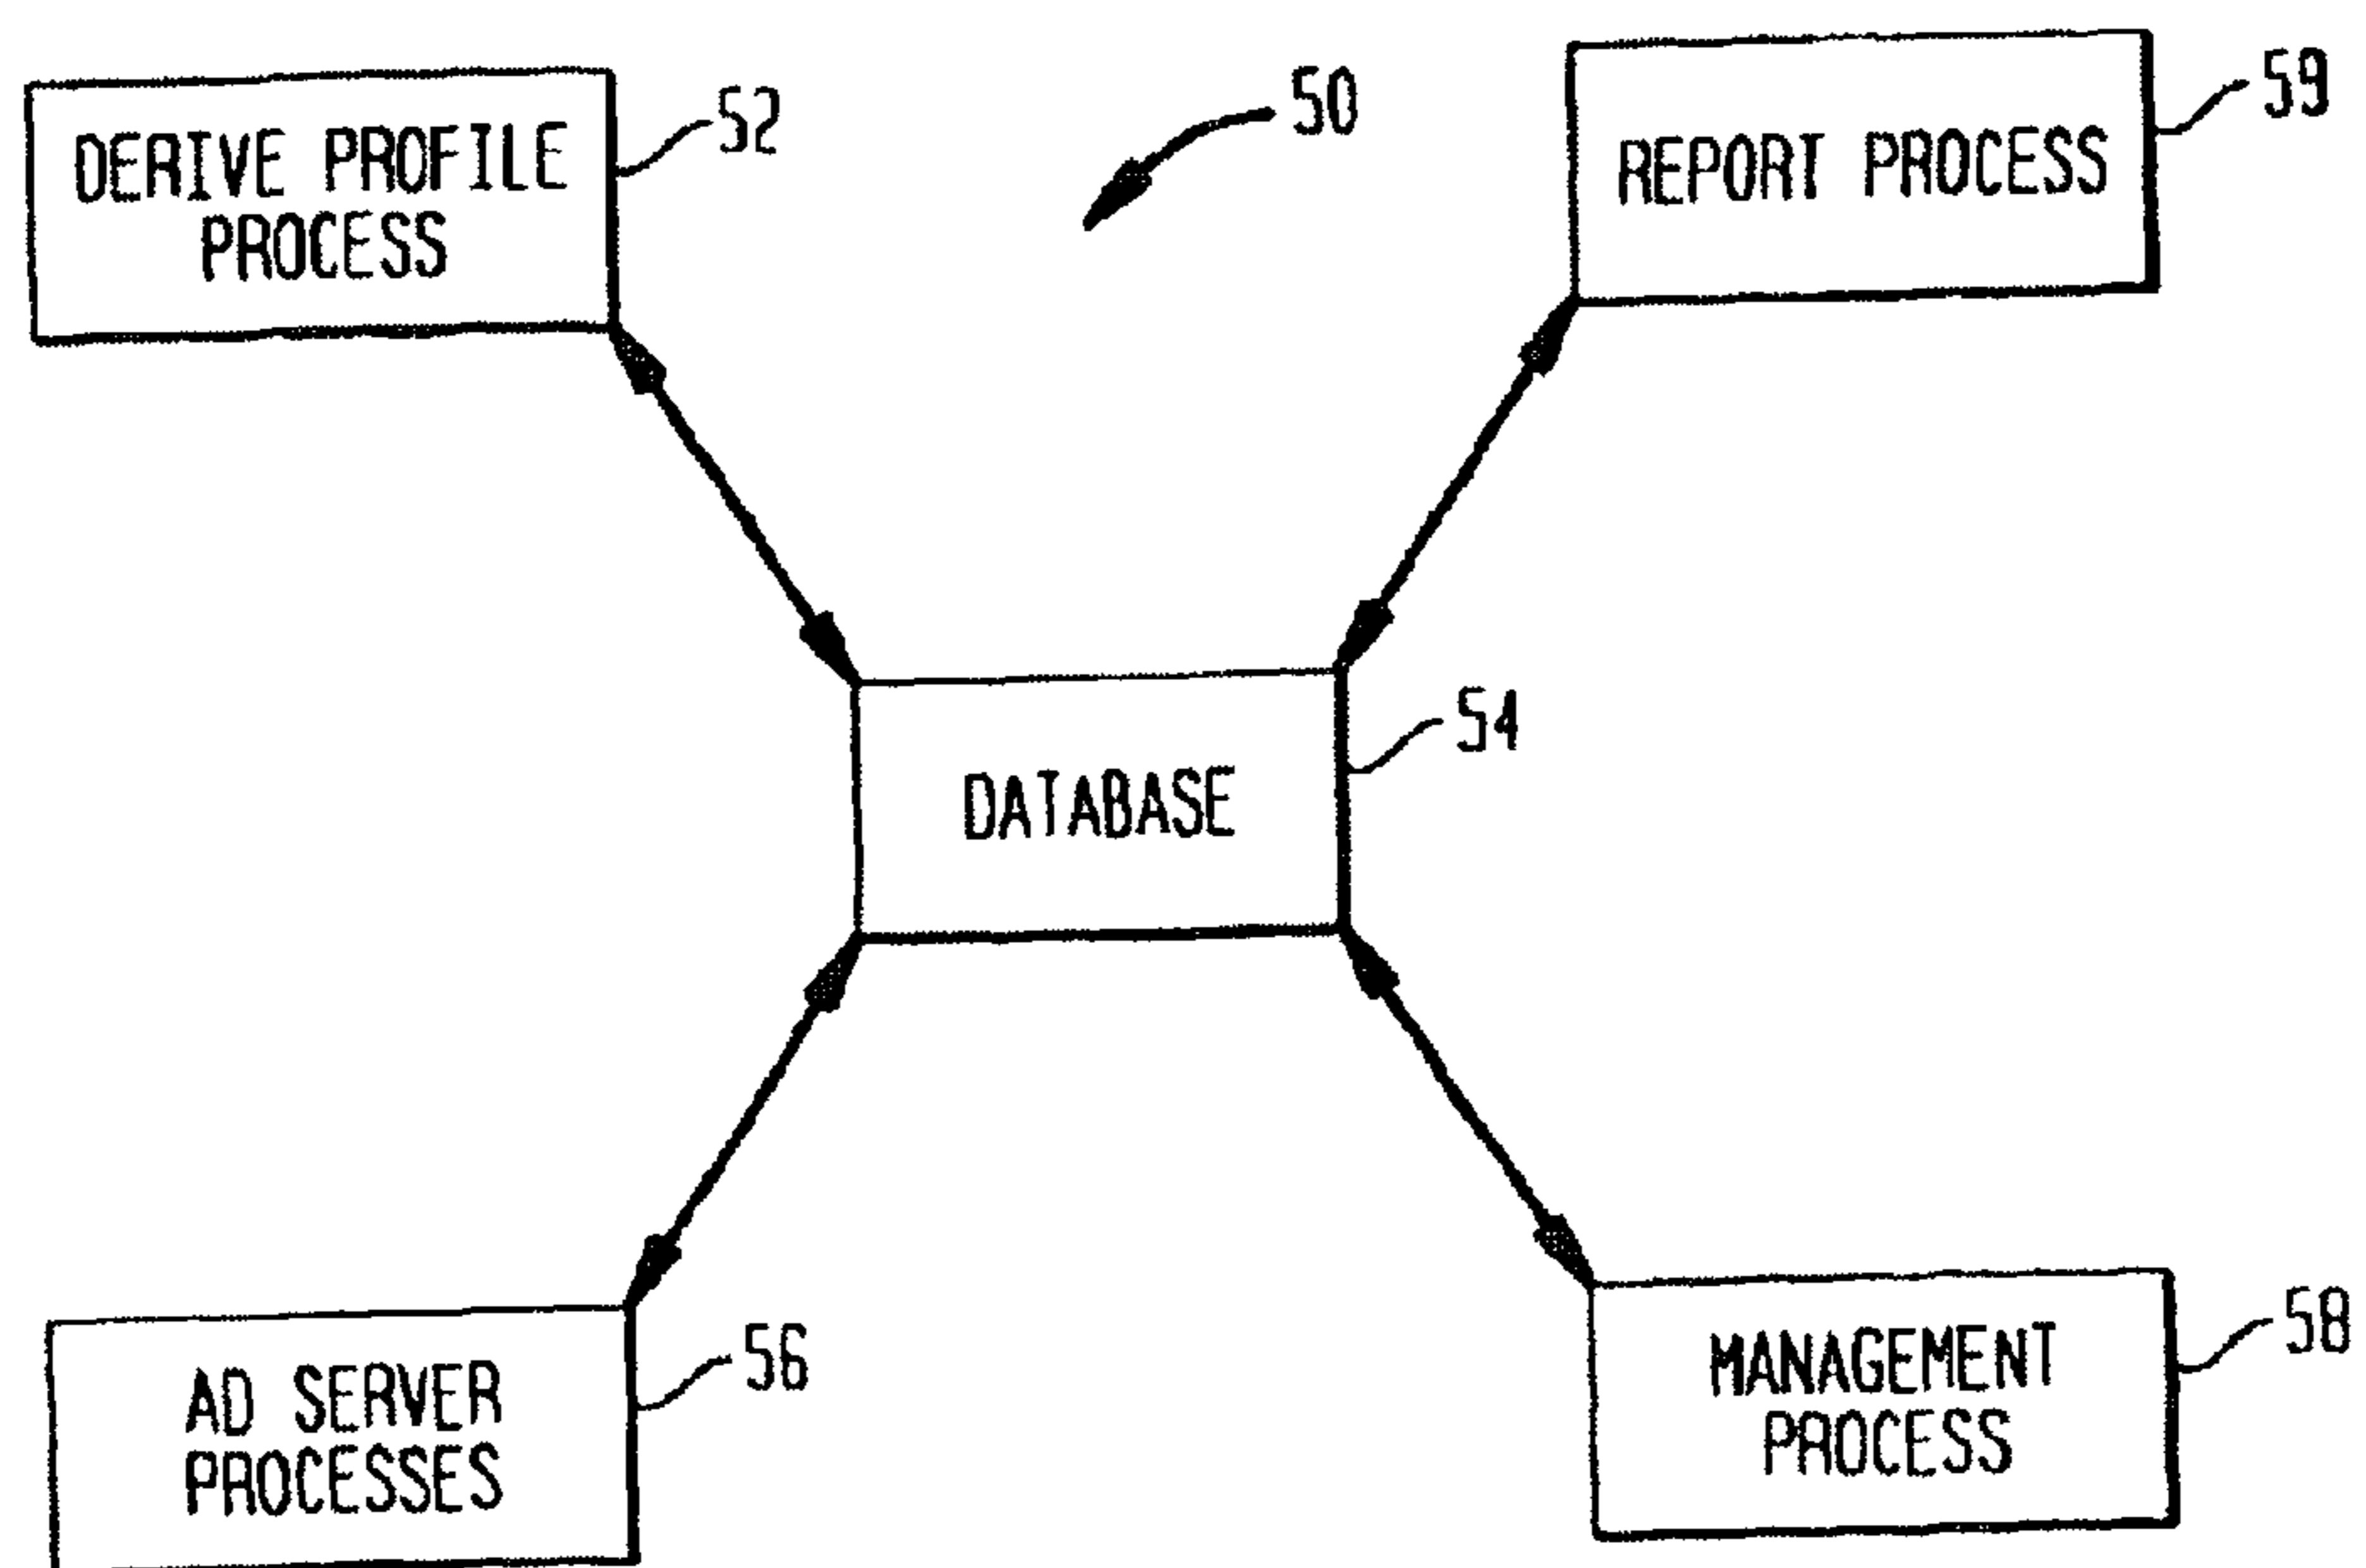 DERIVE PROFILE
PROCESS
52
50
REPORT PROCESS
59
DATABASE
54
AD SERVER
PROCESSES
56
MANAGEMENT
PROCESS
58